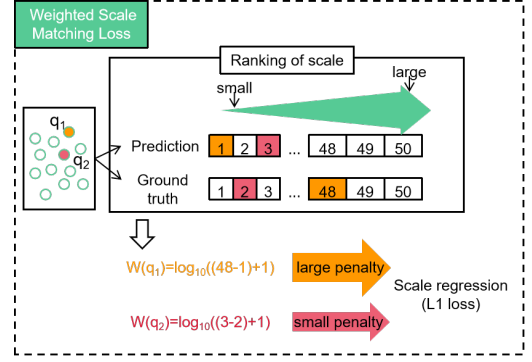 Weighted Scale
Matching Loss
Ranking of scale
small
large
q1
q2
Prediction
1 2 3 ... 48 49 50
Ground
truth
1 2 3 ... 48 49 50
W(q1)=log10((48-1)+1)
large penalty
W(q2)=log10((3-2)+1)
small penalty
Scale regression
(L1 loss)